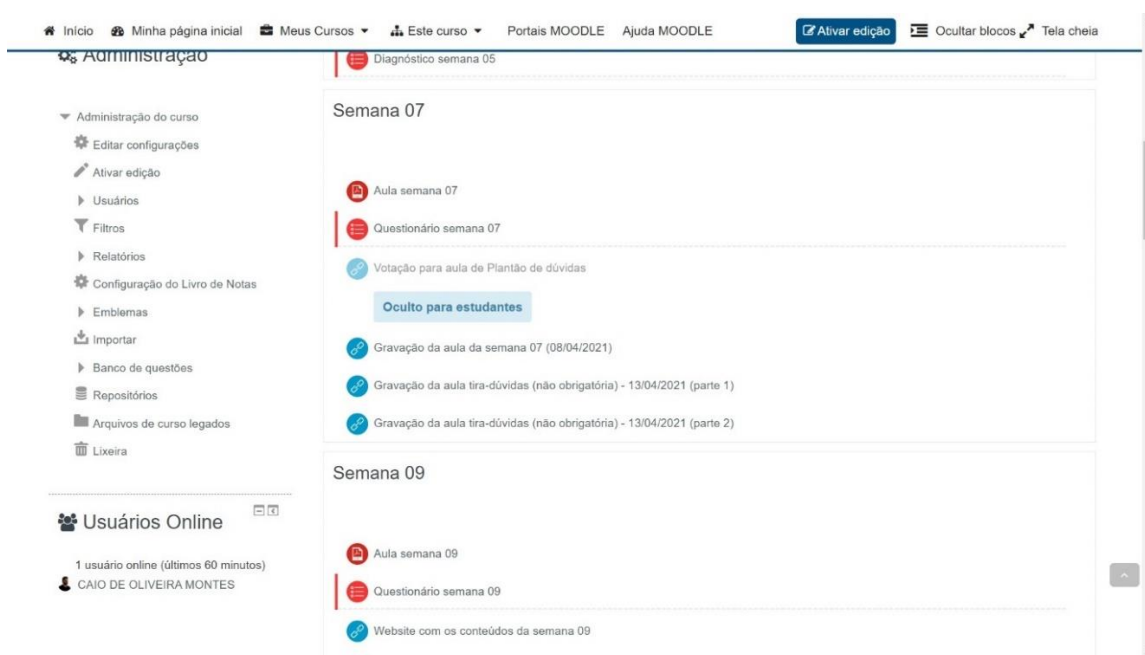 Início Minha página inicial Meus Cursos Este curso Portais MOODLE Ajuda MOODLE Ativar edição Ocultar blocos Tela cheia
Administração
Administração do curso
Editar configurações
Ativar edição
Usuários
Filtros
Relatórios
Configuração do Livro de Notas
Emblemas
Importar
Banco de questões
Repositórios
Arquivos de curso legados
Lixeira
Usuários Online
1 usuário online (últimos 60 minutos)
CAIO DE OLIVEIRA MONTES
Diagnóstico semana 05
Semana 07
Aula semana 07
Questionário semana 07
Votação para aula de Plantão de dúvidas
Oculto para estudantes
Gravação da aula da semana 07 (08/04/2021)
Gravação da aula tira-dúvidas (não obrigatória) - 13/04/2021 (parte 1)
Gravação da aula tira-dúvidas (não obrigatória) - 13/04/2021 (parte 2)
Semana 09
Aula semana 09
Questionário semana 09
Website com os conteúdos da semana 09